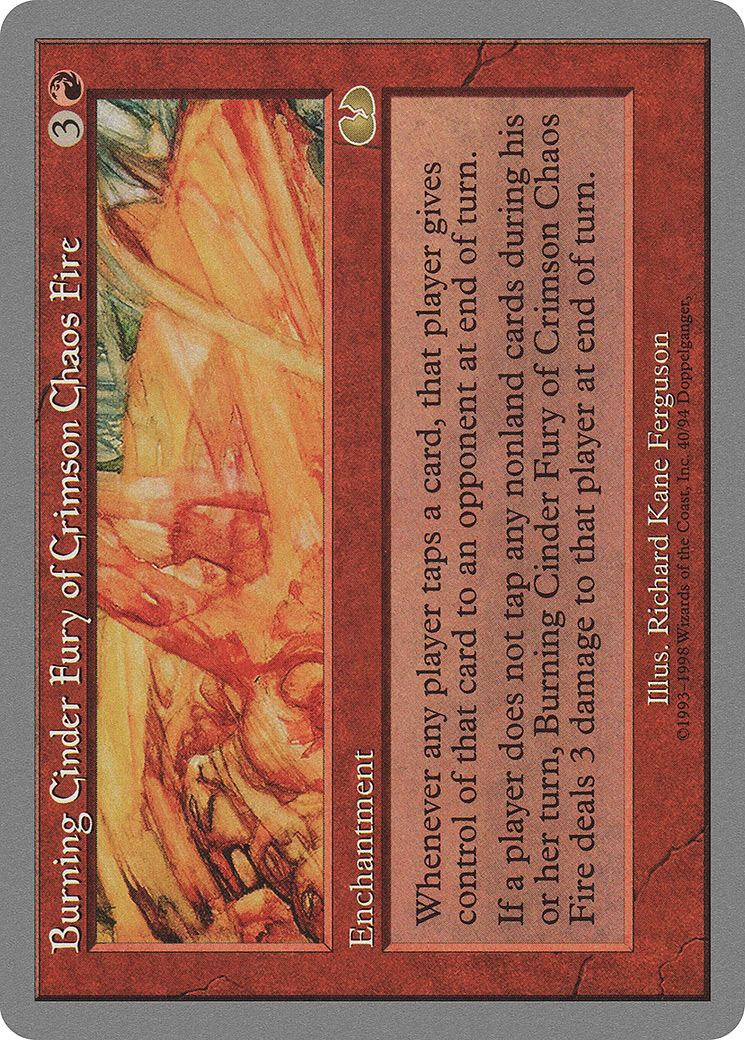 Burning Cinder Fury of Crimson Chaos Fire
3
Enchantment
Whenever any player taps a card, that player gives
control of that card to an opponent at end of turn.
If a player does not tap any nonland cards during his
or her turn, Burning Cinder Fury of Crimson Chaos
Fire deals 3 damage to that player at end of turn.
Illus. Richard Kane Ferguson
©1993–1998 Wizards of the Coast, Inc. 40/94 Doppelganger,